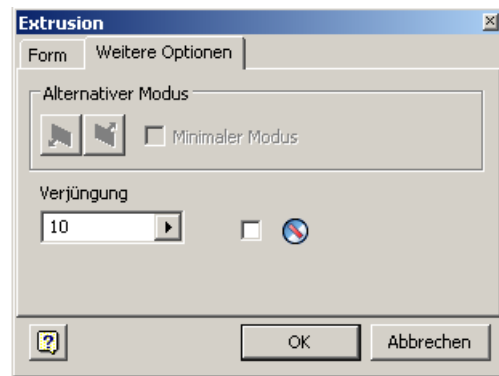 Extrusion
Form
Weitere Optionen
Alternativer Modus
Minimaler Modus
Verjüngung
10
OK
Abbrechen